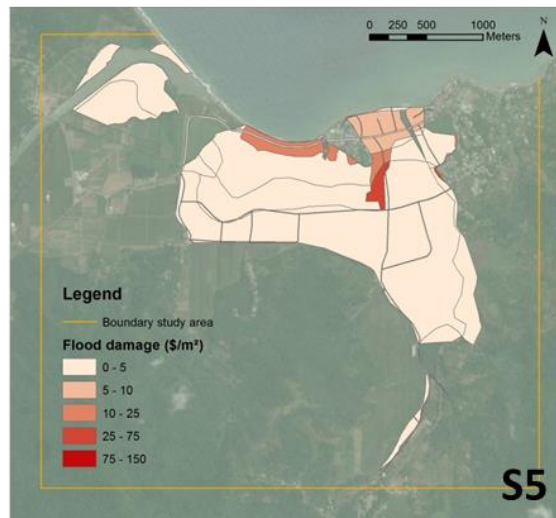 0 250 500 1000
Meters
N
Legend
Boundary study area
Flood damage ($/m²)
0 - 5
5 - 10
10 - 25
25 - 75
75 - 150
S5